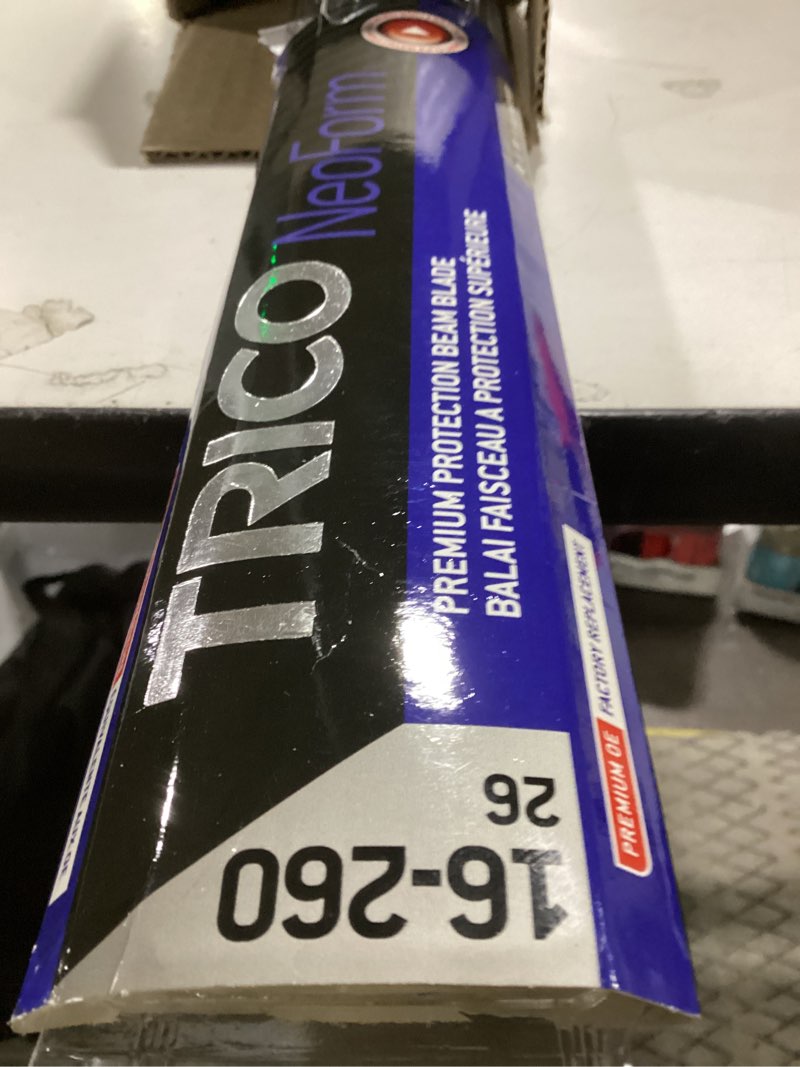 TRICO NeoForm
PREMIUM PROTECTION BEAM BLADE
BALAI FAISCEAU A PROTECTION SUPÉRIEURE
PREMIUM OE FACTORY REPLACEMENT
26
16-260